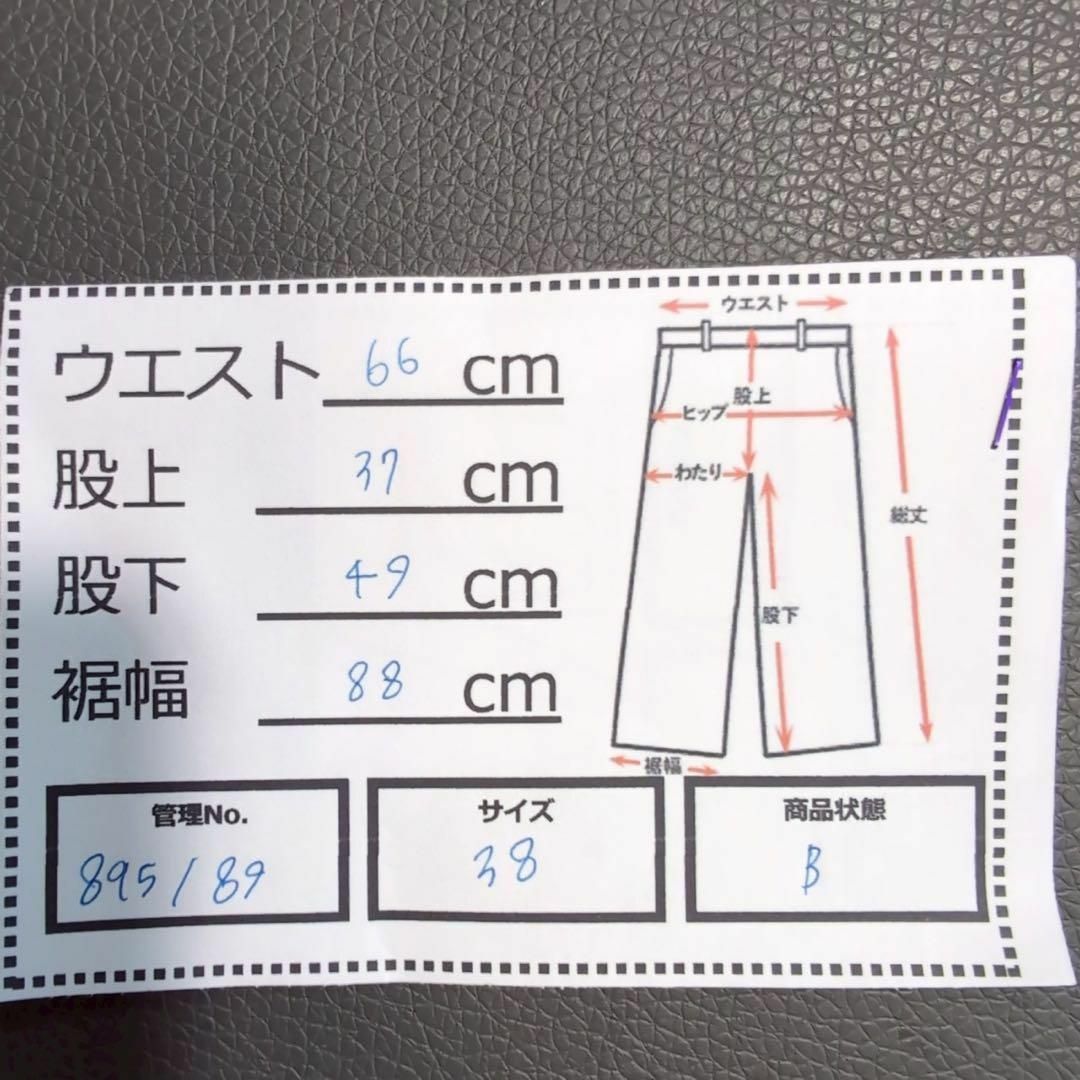 ウエスト 66 cm
股上 37 cm
股下 49 cm
裾幅 88 cm
ウエスト
股上
ヒップ
わたり
総丈
股下
裾幅
管理No.
895/89
サイズ
38
商品状態
B